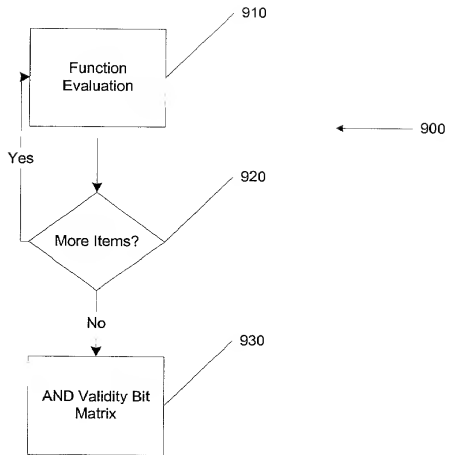 910
Function
Evaluation
900
Yes
920
More Items?
No
930
AND Validity Bit
Matrix